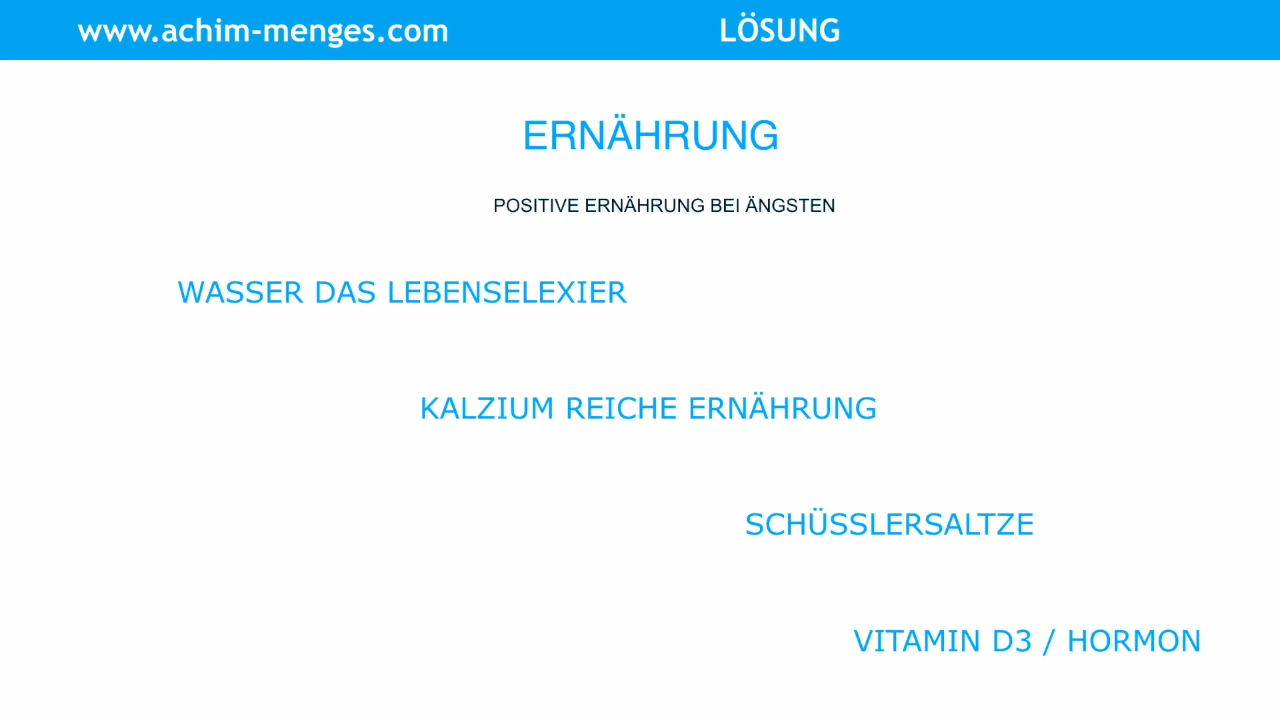 www.achim-menges.com LÖSUNG
ERNÄHRUNG
POSITIVE ERNÄHRUNG BEI ÄNGSTEN
WASSER DAS LEBENSELEXIER
KALZIUM REICHE ERNÄHRUNG
SCHÜSSLERSALTZE
VITAMIN D3 / HORMON